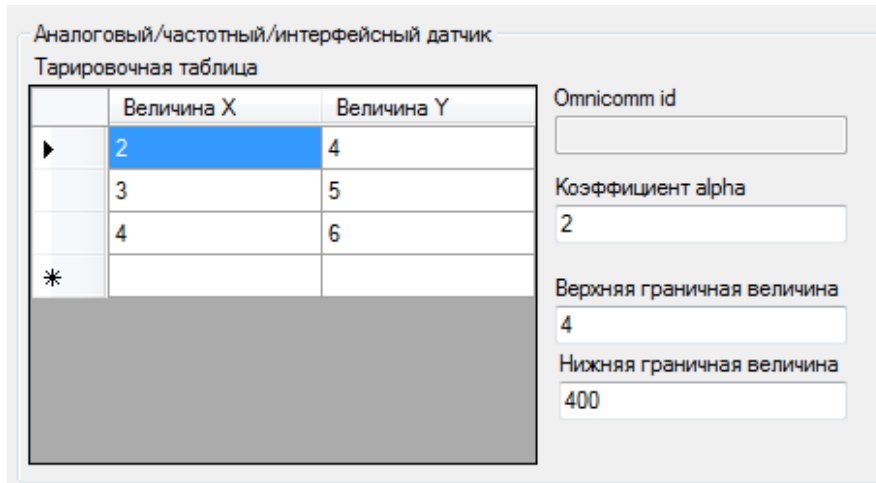 Аналоговый/частотный/интерфейсный датчик
Тарировочная таблица
Величина X Величина Y
2 4
3 5
4 6
Omnicomm id
Коэффициент alpha
2
Верхняя граничная величина
4
Нижняя граничная величина
400